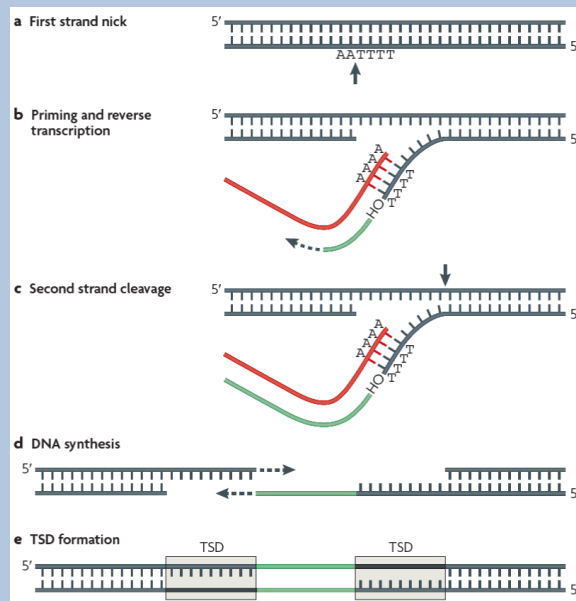 a First strand nick
5′
5
AATTTT
b Priming and reverse
transcription
5′
5
A
A
A
A
T
T
T
T
HO
c Second strand cleavage
5′
5
A
A
A
A
T
T
T
T
HO
d DNA synthesis
5′
5
e TSD formation
TSD
TSD
5′
5